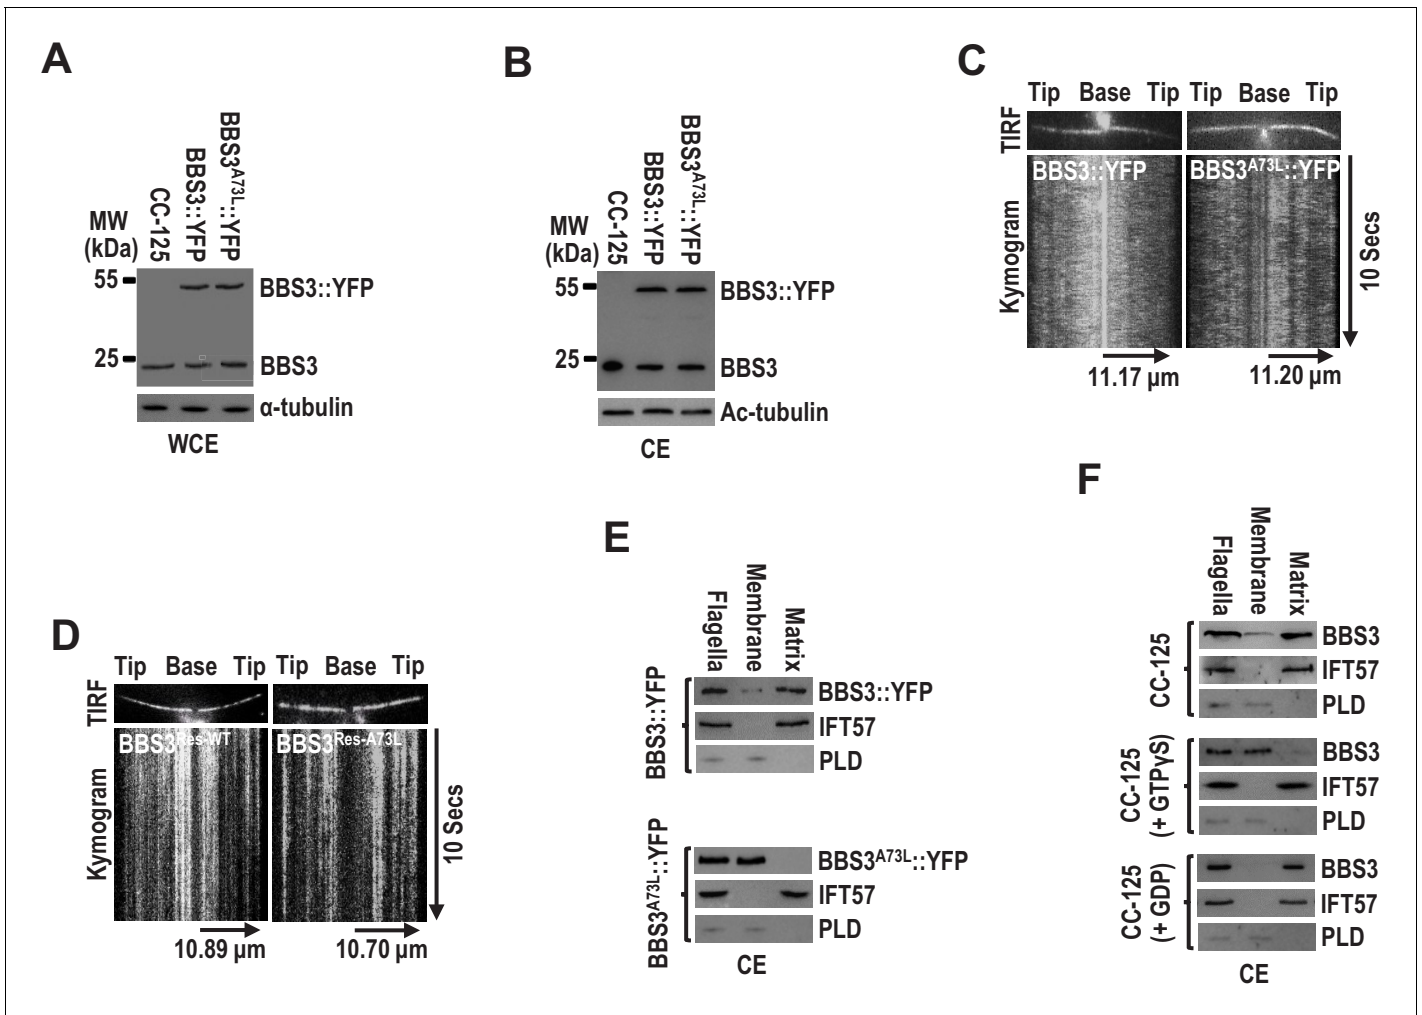 A
MW
(kDa)
CC-125
BBS3::YFP
BBS3A73L::YFP
55
25
BBS3::YFP
BBS3
α-tubulin
WCE
B
MW
(kDa)
CC-125
BBS3::YFP
BBS3A73L::YFP
55
25
BBS3::YFP
BBS3
Ac-tubulin
CE
C
Tip Base Tip Tip Base Tip
TIRF
Kymogram
BBS3::YFP
BBS3A73L::YFP
10 Secs
11.17 µm
11.20 µm
D
Tip Base Tip Tip Base Tip
TIRF
Kymogram
BBS3Res-WT
BBS3Res-A73L
10 Secs
10.89 µm
10.70 µm
E
Flagella
Membrane
Matrix
BBS3::YFP
BBS3::YFP
IFT57
PLD
BBS3A73L::YFP
BBS3A73L::YFP
IFT57
PLD
CE
F
Flagella
Membrane
Matrix
CC-125
BBS3
IFT57
PLD
CC-125
(+ GTPγS)
BBS3
IFT57
PLD
CC-125
(+ GDP)
BBS3
IFT57
PLD
CE